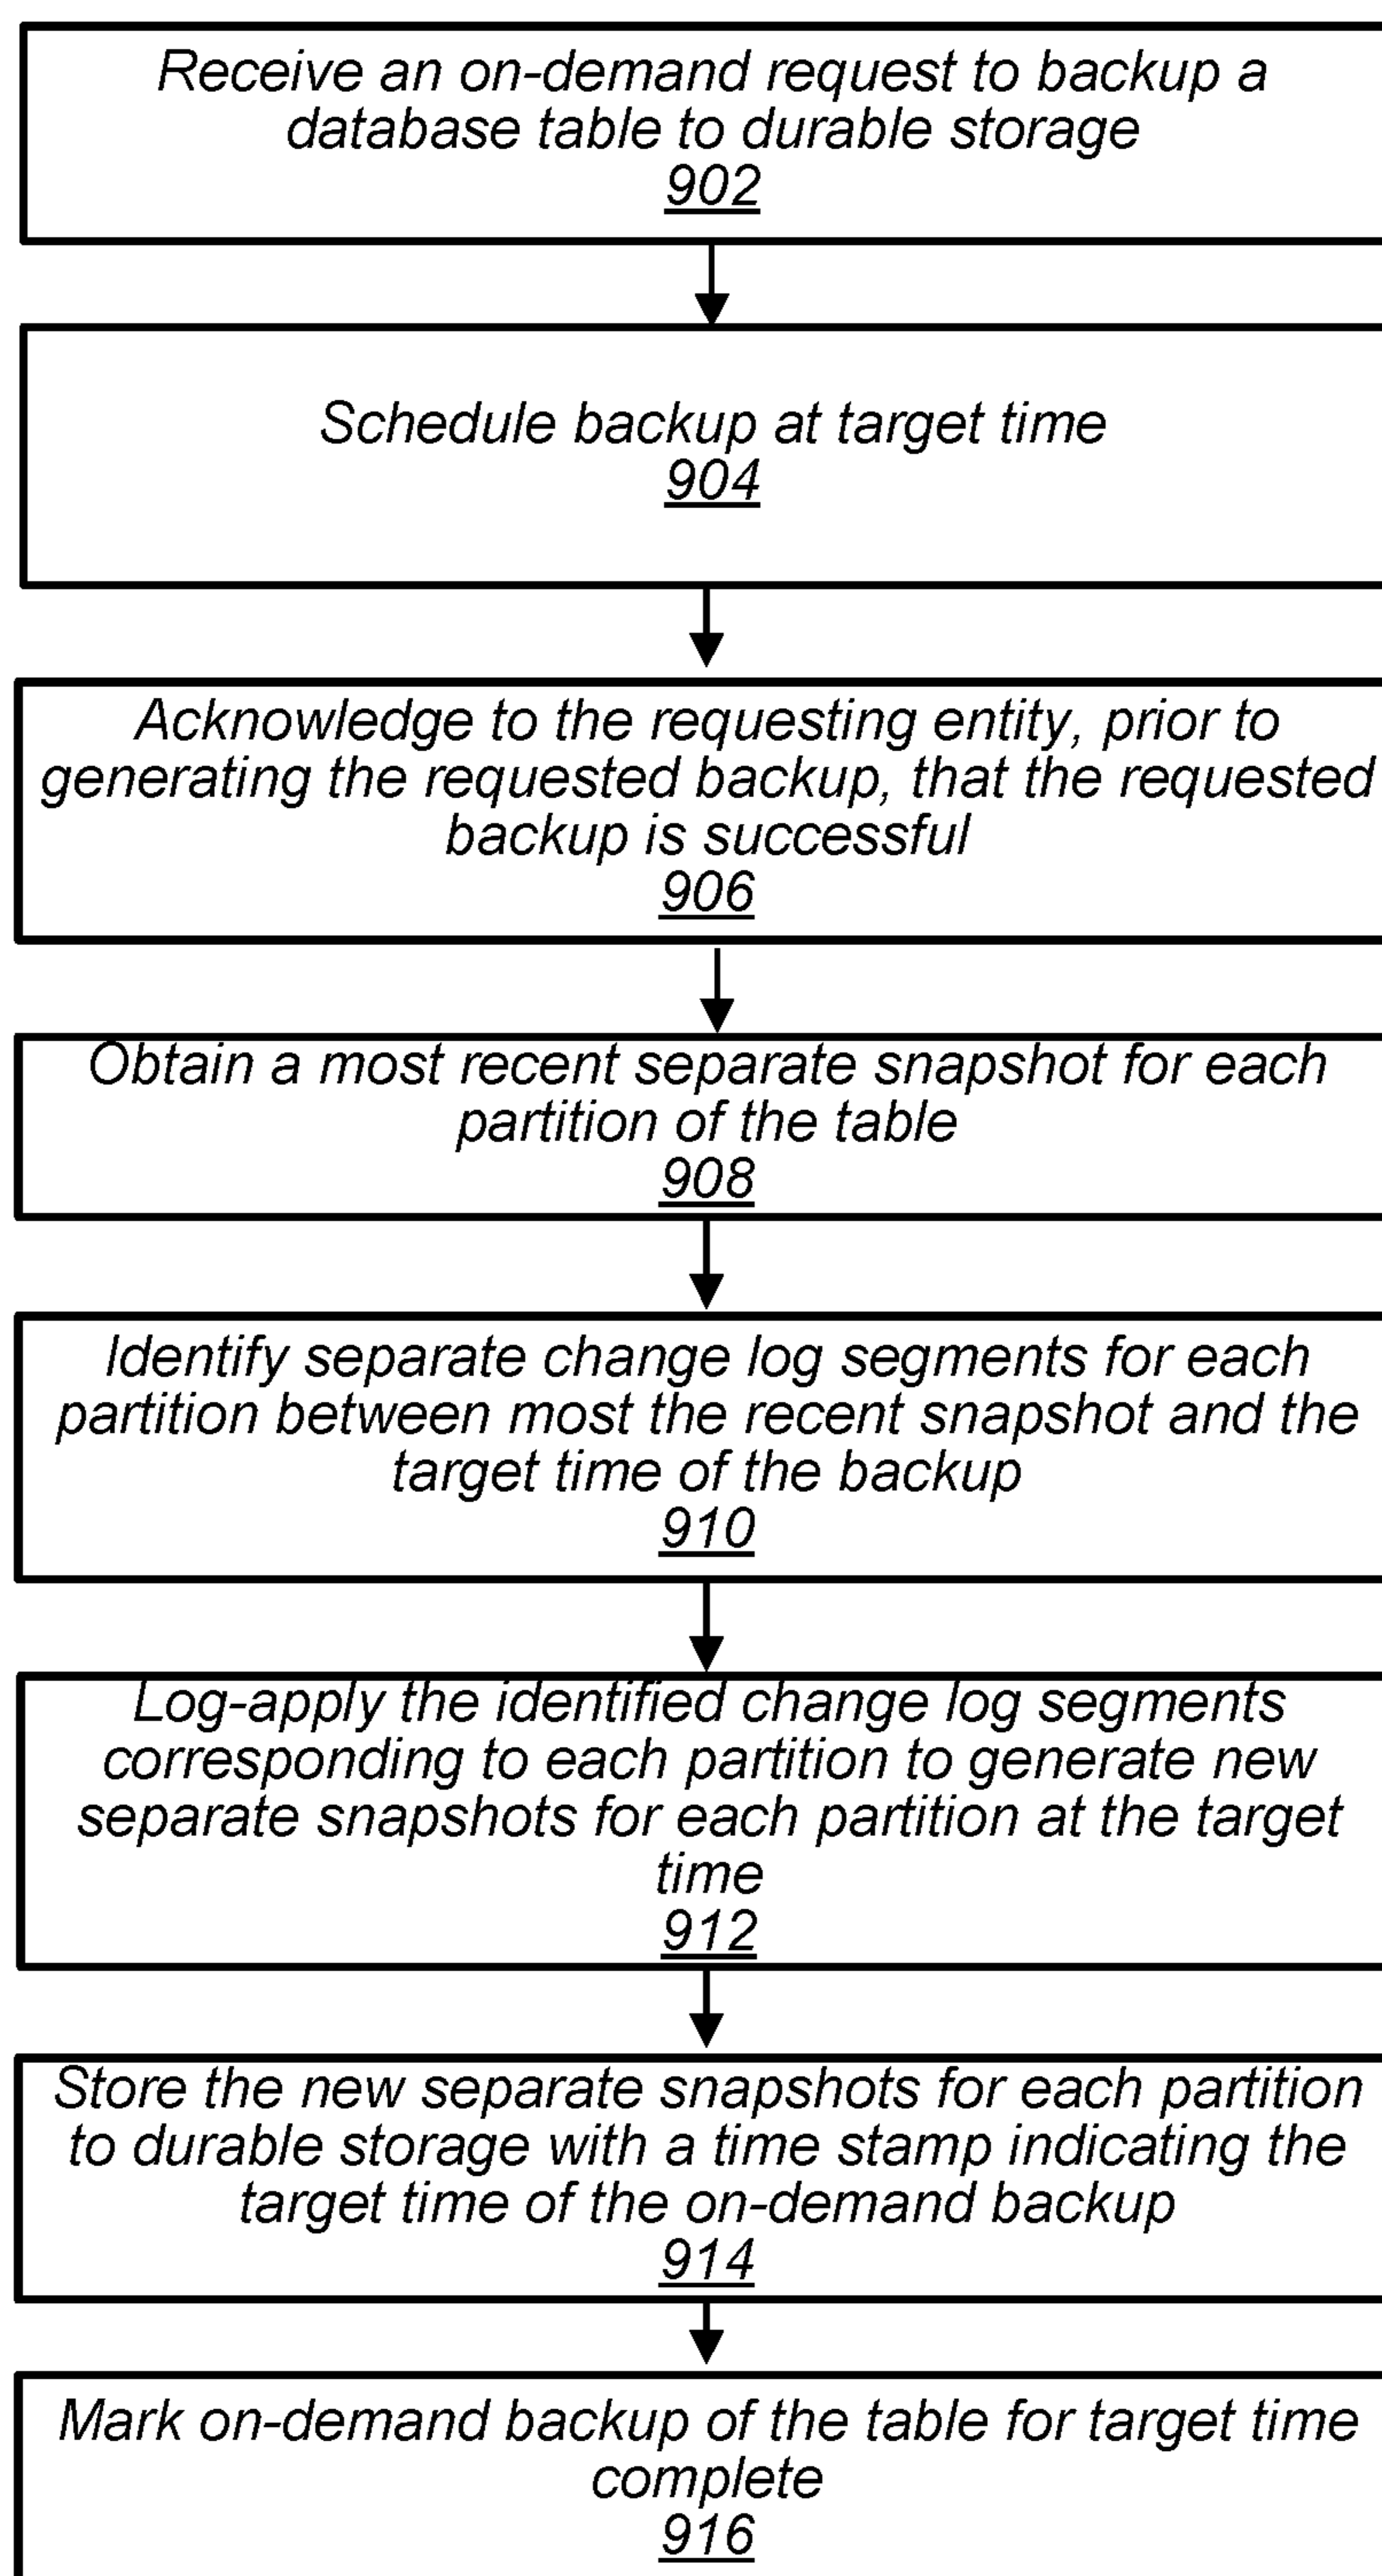 Receive an on-demand request to backup a
database table to durable storage
902
Schedule backup at target time
904
Acknowledge to the requesting entity, prior to
generating the requested backup, that the requested
backup is successful
906
Obtain a most recent separate snapshot for each
partition of the table
908
Identify separate change log segments for each
partition between most the recent snapshot and the
target time of the backup
910
Log-apply the identified change log segments
corresponding to each partition to generate new
separate snapshots for each partition at the target
time
912
Store the new separate snapshots for each partition
to durable storage with a time stamp indicating the
target time of the on-demand backup
914
Mark on-demand backup of the table for target time
complete
916